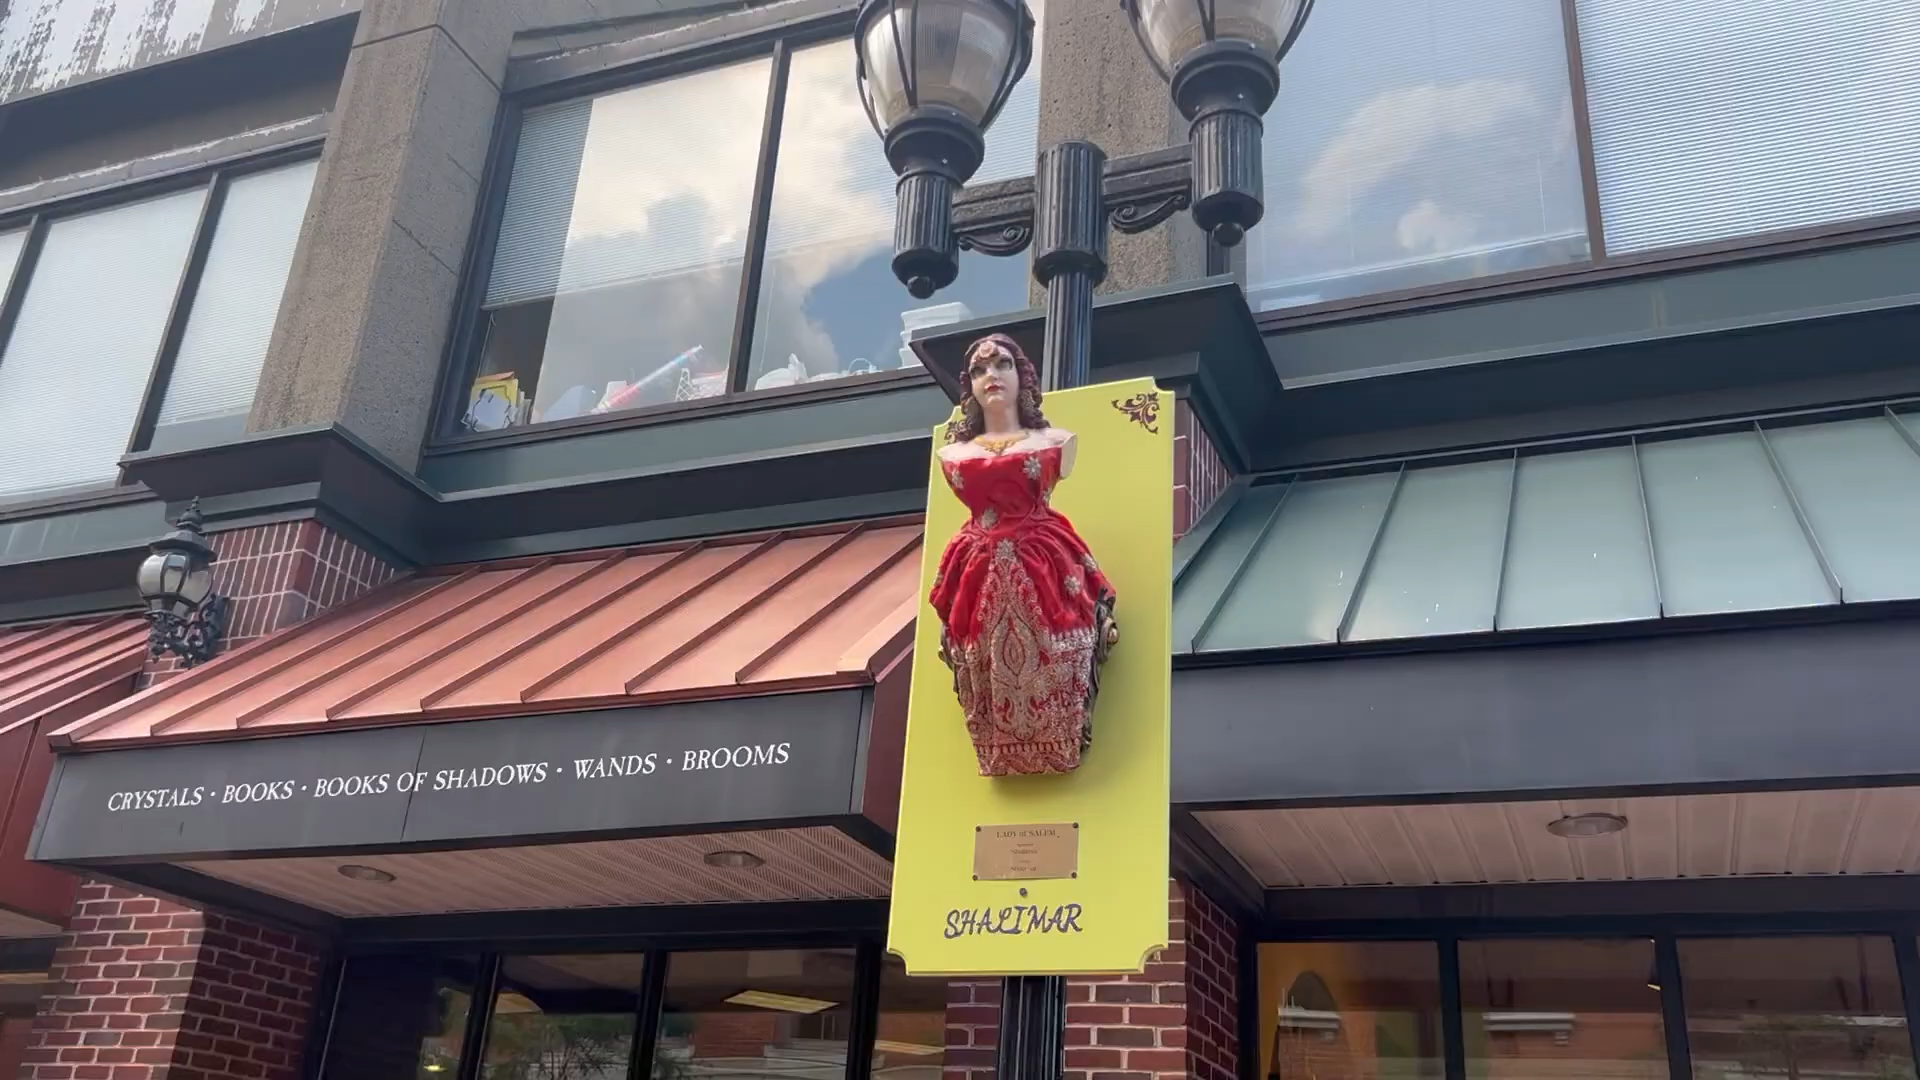 CRYSTALS · BOOKS · BOOKS OF SHADOWS · WANDS · BROOMS
LADY of SALEM
SHALIMAR